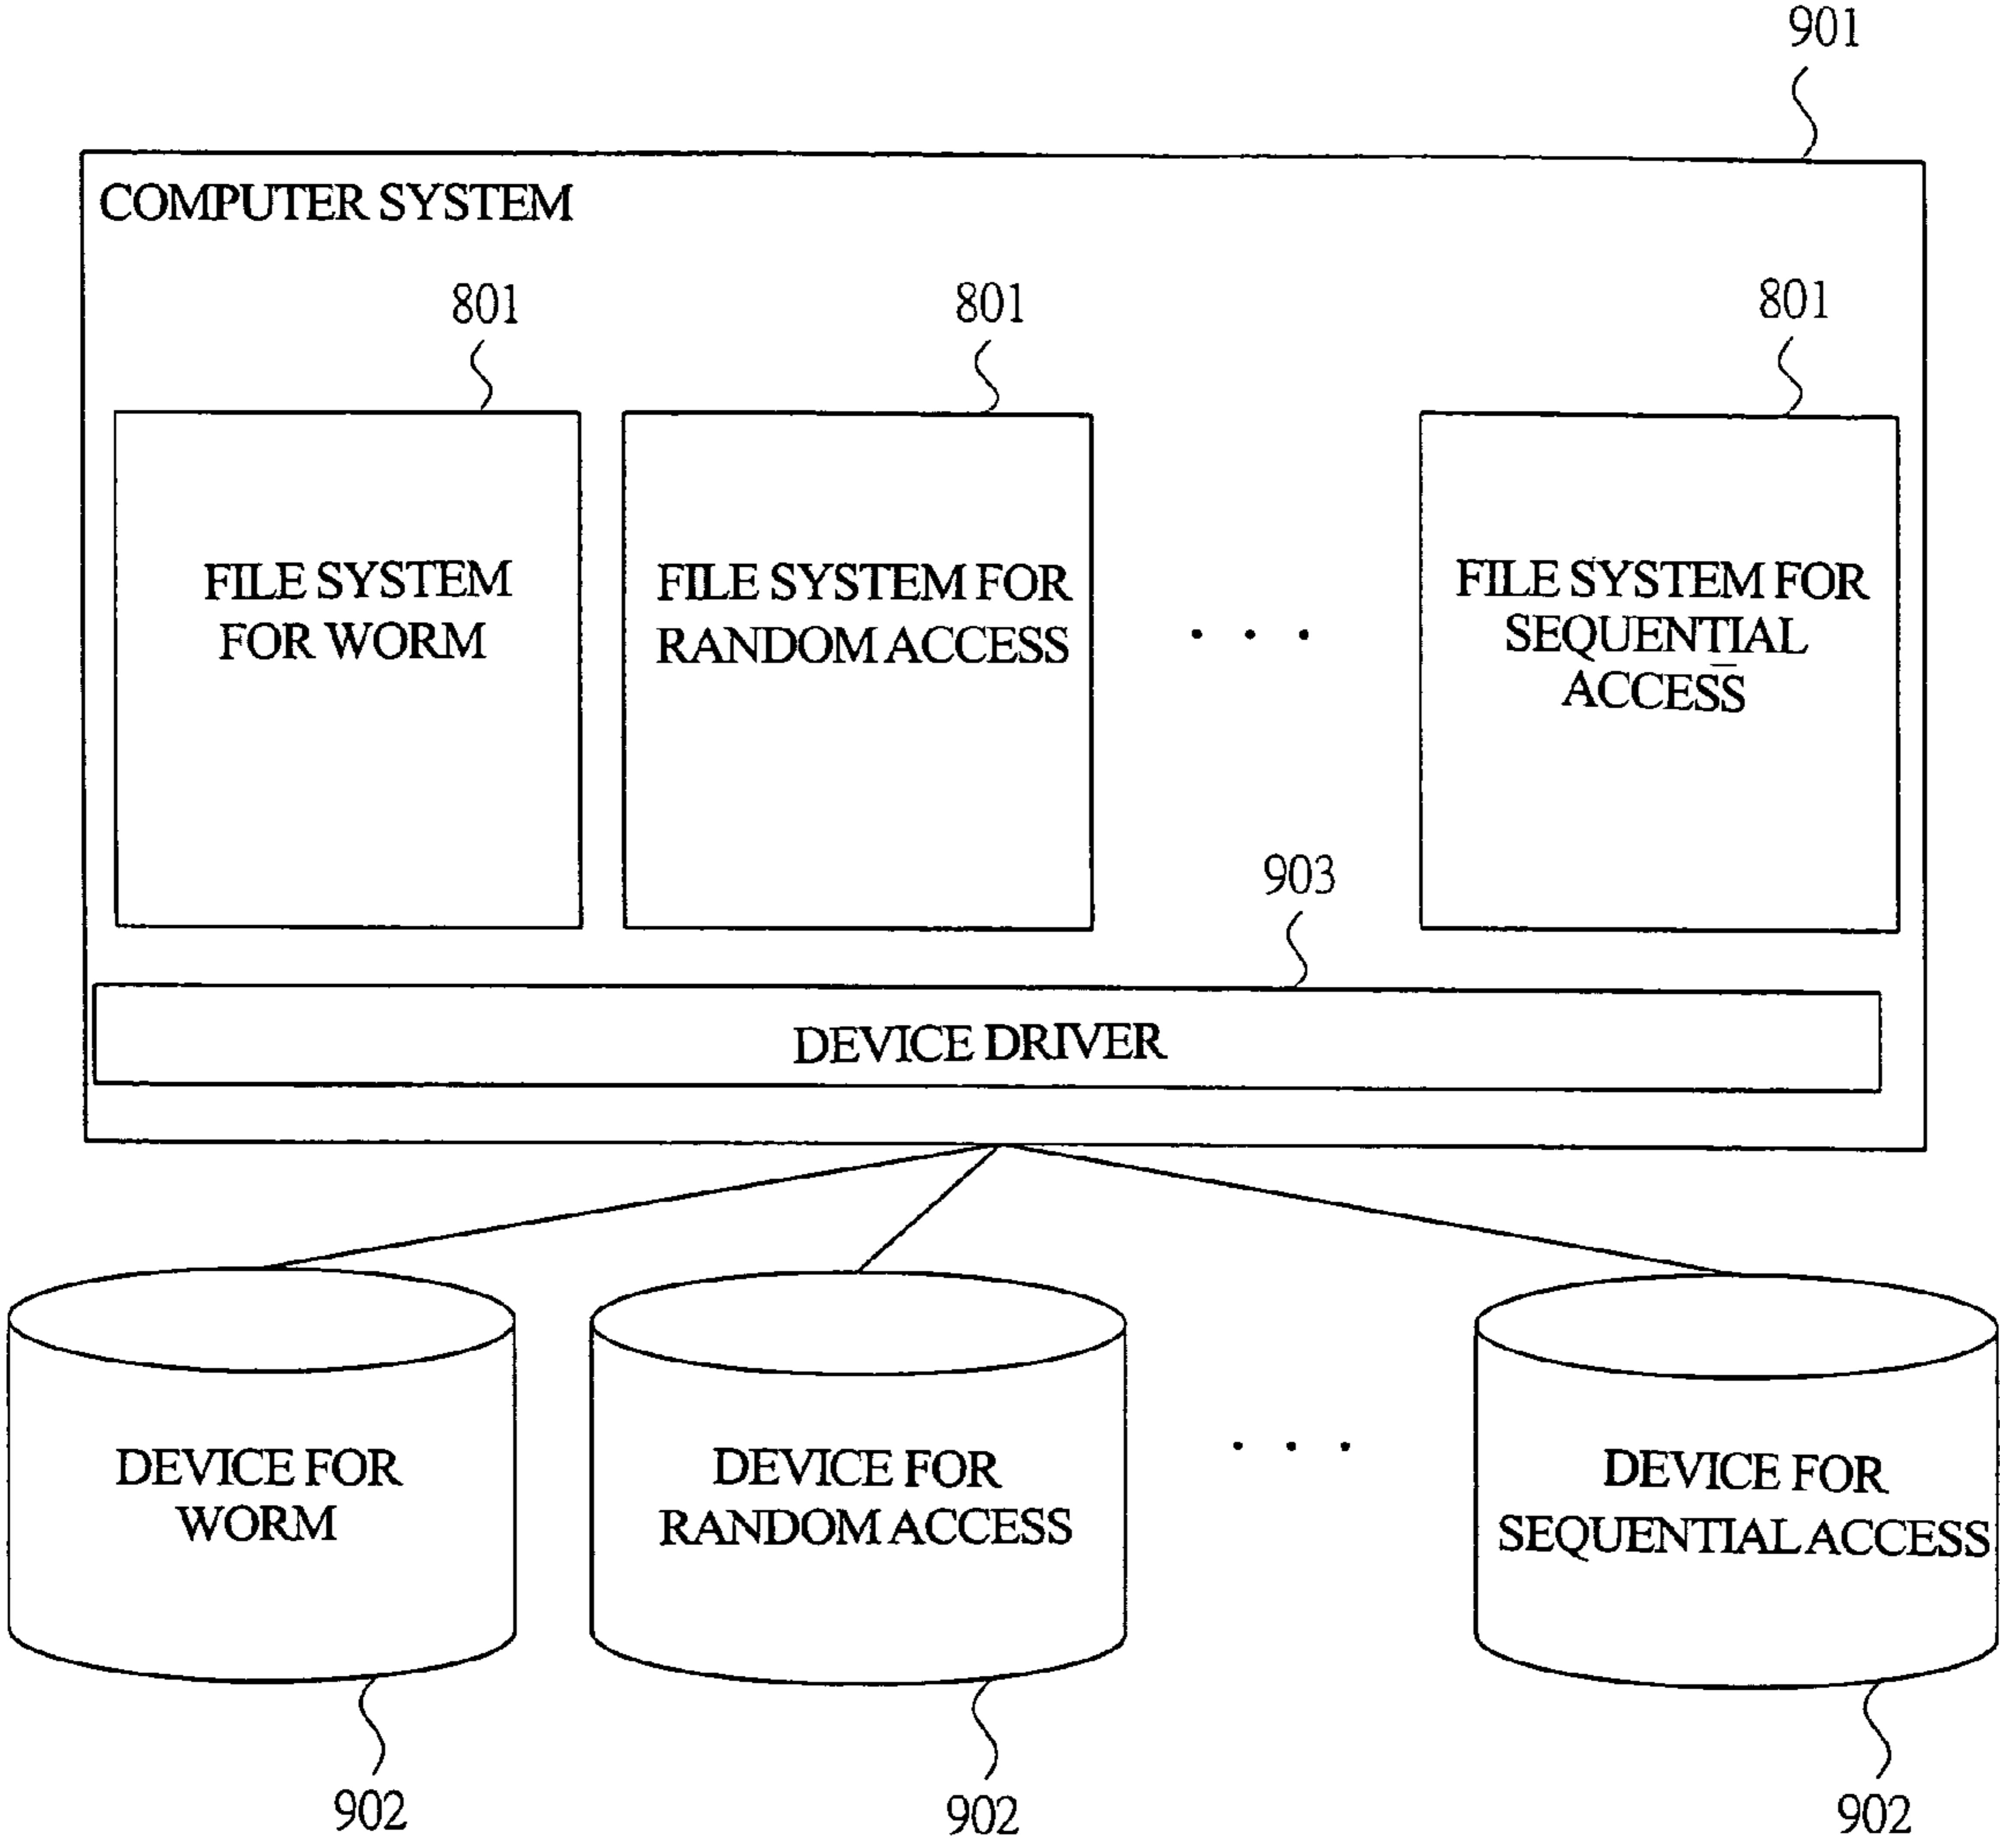 901
COMPUTER SYSTEM
801
801
801
FILE SYSTEM
FOR WORM
FILE SYSTEM FOR
RANDOM ACCESS
. . .
FILE SYSTEM FOR
SEQUENTIAL
ACCESS
903
DEVICE DRIVER
DEVICE FOR
WORM
DEVICE FOR
RANDOM ACCESS
. . .
DEVICE FOR
SEQUENTIAL ACCESS
902
902
902